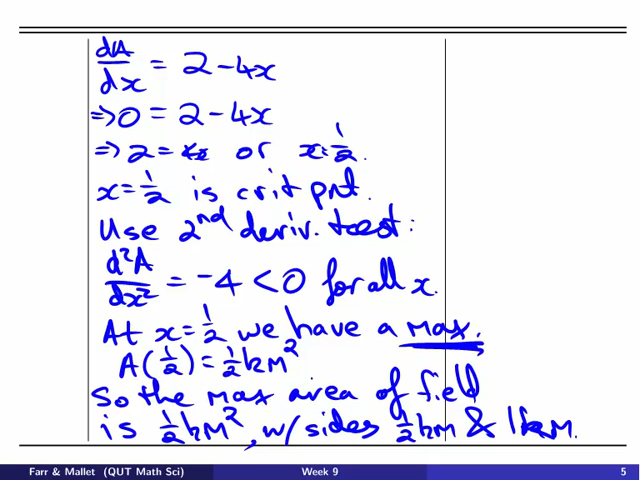 dA/dx = 2 - 4x
⇒ 0 = 2 - 4x
⇒ 2 = 4x or x = 1/2.
x = 1/2 is crit pnt.
Use 2nd deriv. test:
d²A/dx² = -4 < 0 for all x.
At x = 1/2 we have a max.
A(1/2) = 1/2 km²
So the max area of field
is 1/2 km², w/ sides 1/2 km & 1km.
Farr & Mallet (QUT Math Sci) Week 9 5